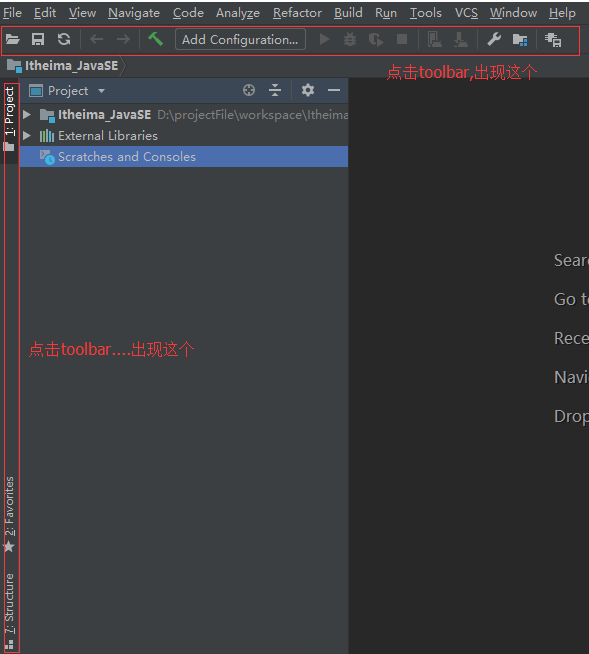 File Edit View Navigate Code Analyze Refactor Build Run Tools VCS Window Help
Add Configuration...
点击toolbar,出现这个
Itheima_JavaSE
1: Project
Project
Itheima_JavaSE D:\projectFile\workspace\Itheima
External Libraries
Scratches and Consoles
Sear
Go t
Rece
Navi
Drop
点击toolbar....出现这个
2: Favorites
7: Structure